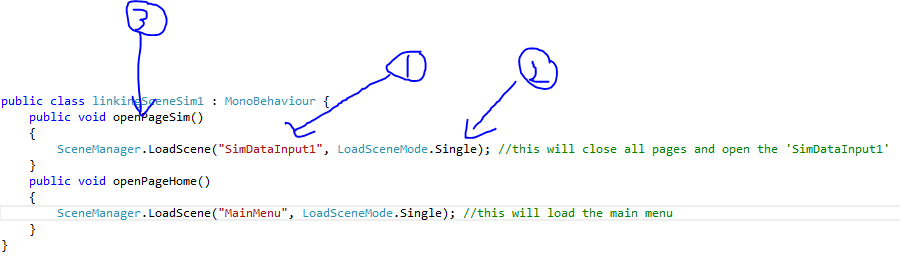 3
1
2
public class linkingSceneSim1 : MonoBehaviour {
public void openPageSim()
{
SceneManager.LoadScene("SimDataInput1", LoadSceneMode.Single); //this will close all pages and open the 'SimDataInput1'
}
public void openPageHome()
{
SceneManager.LoadScene("MainMenu", LoadSceneMode.Single); //this will load the main menu
}
}